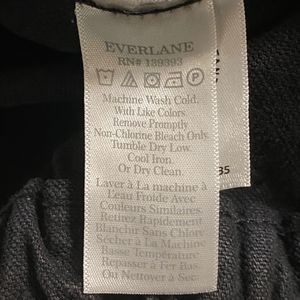 EVERLANE
RN# 139393
Machine Wash Cold.
With Like Colors.
Remove Promptly
Non-Chlorine Bleach Only.
Tumble Dry Low.
Cool Iron.
Or Dry Clean.
Laver à La machine à
L'eau Froide Avec
Couleurs Similaires.
Retirez Rapidement
Blanchir Sans Chlore
Sécher à La Machine
Basse Température
Repasser à Fer Bas.
Ou Nettoyer à Sec.